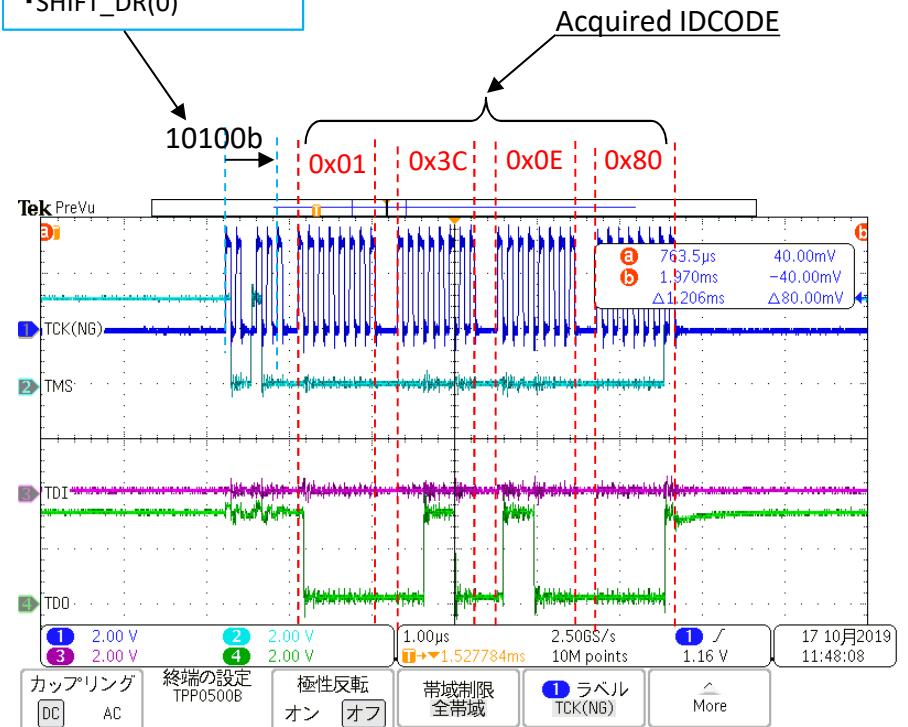 ・SHIFT_DR(0)
Acquired IDCODE
10100b
0x01 0x3C 0x0E 0x80
Tek PreVu
T
a b
a 763.5µs 40.00mV
b 1.970ms −40.00mV
△1.206ms △80.00mV
1 TCK(NG)
2 TMS
3 TDI
4 TDO
1 2.00 V 2 2.00 V 1.00µs 2.50GS/s 1 17 10月2019
3 2.00 V 4 2.00 V T→▼1.527784ms 10M points 1.16 V 11:48:08
カップリング 終端の設定 極性反転 帯域制限 1 ラベル More
DC AC TPP0500B オン オフ 全帯域 TCK(NG)